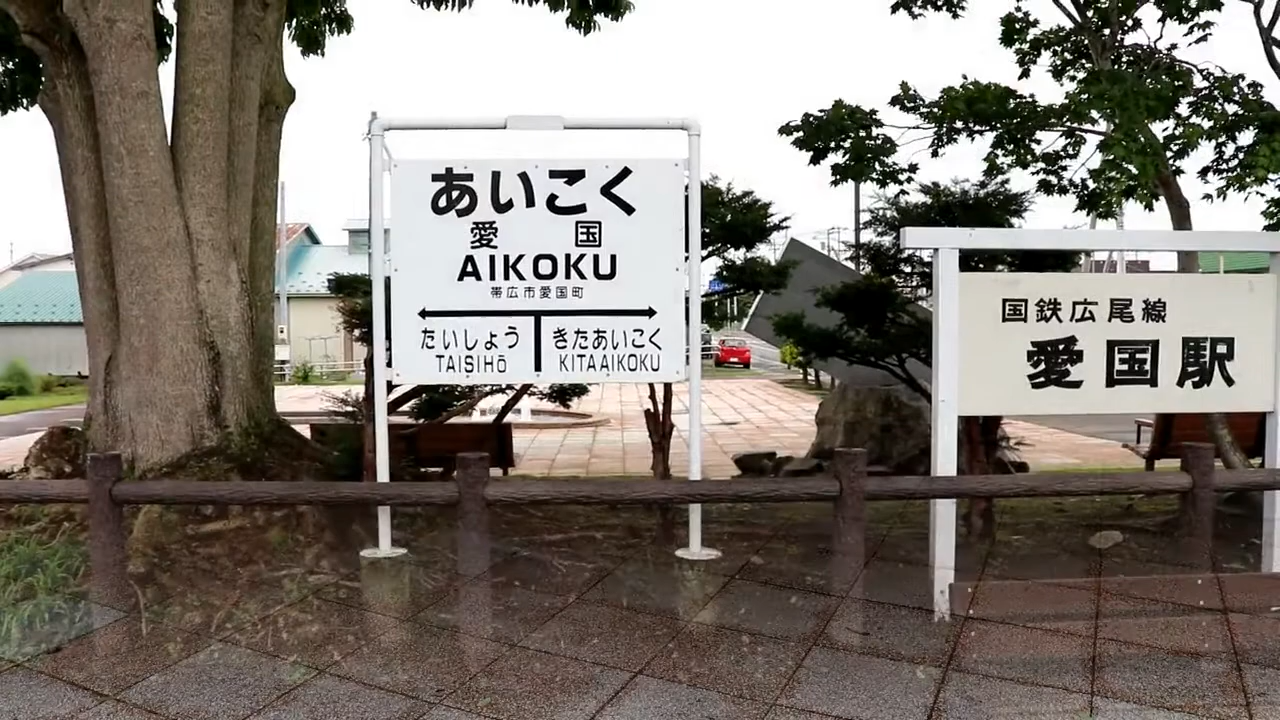 あいこく
愛 国
AIKOKU
帯広市愛国町
たいしょう きたあいこく
TAISIHŌ KITAAIKOKU
国鉄広尾線
愛国駅